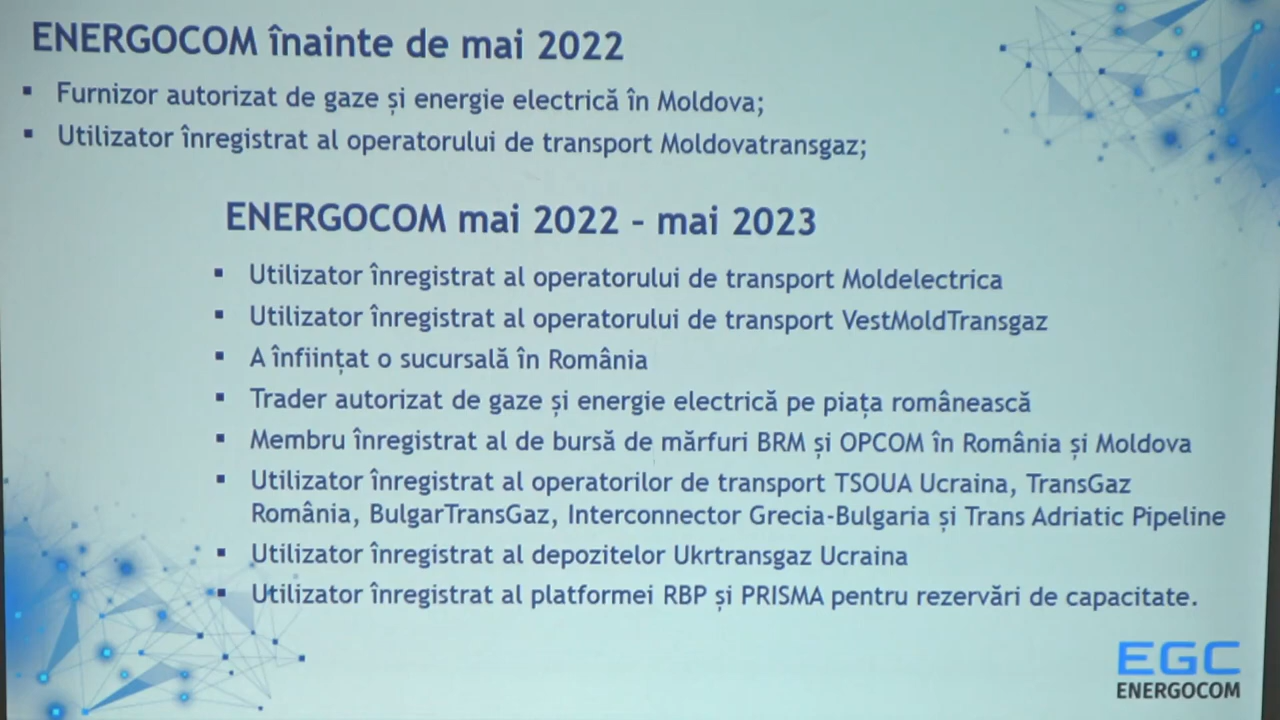 ENERGOCOM înainte de mai 2022
▪ Furnizor autorizat de gaze și energie electrică în Moldova;
▪ Utilizator înregistrat al operatorului de transport Moldovatransgaz;
ENERGOCOM mai 2022 – mai 2023
▪ Utilizator înregistrat al operatorului de transport Moldelectrica
▪ Utilizator înregistrat al operatorului de transport VestMoldTransgaz
▪ A înființat o sucursală în România
▪ Trader autorizat de gaze și energie electrică pe piața românească
▪ Membru înregistrat al de bursă de mărfuri BRM și OPCOM în România și Moldova
▪ Utilizator înregistrat al operatorilor de transport TSOUA Ucraina, TransGaz
România, BulgarTransGaz, Interconnector Grecia-Bulgaria și Trans Adriatic Pipeline
▪ Utilizator înregistrat al depozitelor Ukrtransgaz Ucraina
▪ Utilizator înregistrat al platformei RBP și PRISMA pentru rezervări de capacitate.
EGC
ENERGOCOM